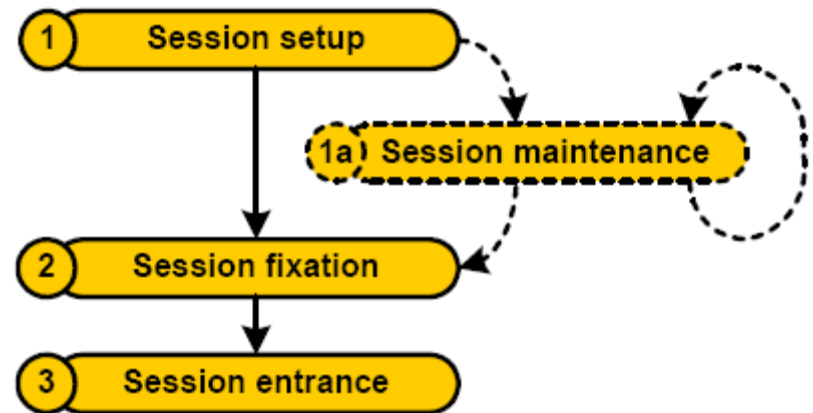 1 Session setup
1a Session maintenance
2 Session fixation
3 Session entrance